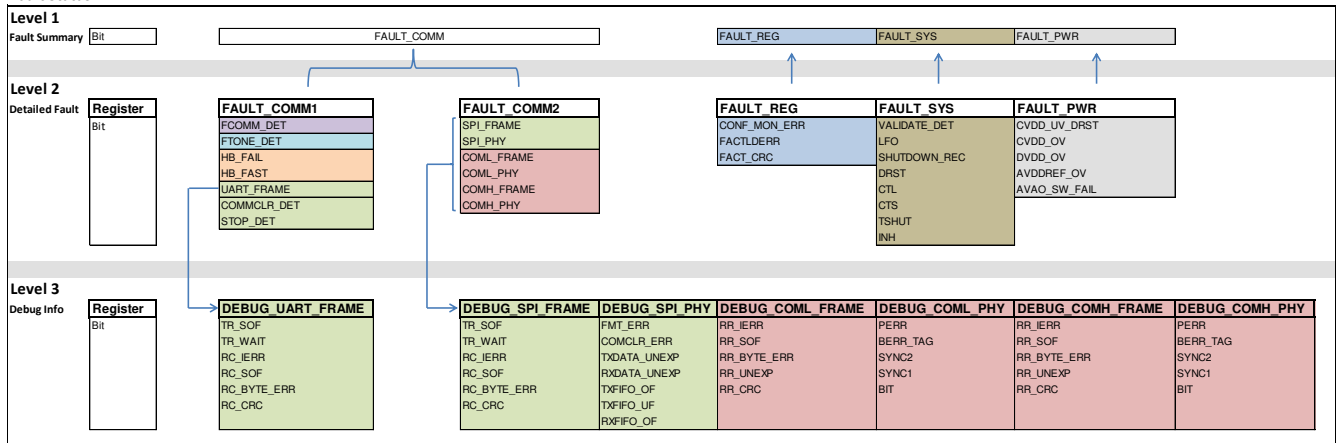 Level 1
Fault Summary Bit FAULT_COMM FAULT_REG FAULT_SYS FAULT_PWR
Level 2
Detailed Fault Register FAULT_COMM1 FAULT_COMM2 FAULT_REG FAULT_SYS FAULT_PWR
Bit FCOMM_DET SPI_FRAME CONF_MON_ERR VALIDATE_DET CVDD_UV_DRST
FTONE_DET SPI_PHY FACTLDERR LFO CVDD_OV
HB_FAIL COML_FRAME FACT_CRC SHUTDOWN_REC DVDD_OV
HB_FAST COML_PHY DRST AVDDREF_OV
UART_FRAME COMH_FRAME CTL AVAO_SW_FAIL
COMMCLR_DET COMH_PHY CTS
STOP_DET TSHUT
INH
Level 3
Debug Info Register DEBUG_UART_FRAME DEBUG_SPI_FRAME DEBUG_SPI_PHY DEBUG_COML_FRAME DEBUG_COML_PHY DEBUG_COMH_FRAME DEBUG_COMH_PHY
Bit TR_SOF TR_SOF FMT_ERR RR_IERR PERR RR_IERR PERR
TR_WAIT TR_WAIT COMCLR_ERR RR_SOF BERR_TAG RR_SOF BERR_TAG
RC_IERR RC_IERR TXDATA_UNEXP RR_BYTE_ERR SYNC2 RR_BYTE_ERR SYNC2
RC_SOF RC_SOF RXDATA_UNEXP RR_UNEXP SYNC1 RR_UNEXP SYNC1
RC_BYTE_ERR RC_BYTE_ERR TXFIFO_OF RR_CRC BIT RR_CRC BIT
RC_CRC RC_CRC TXFIFO_UF
RXFIFO_OF